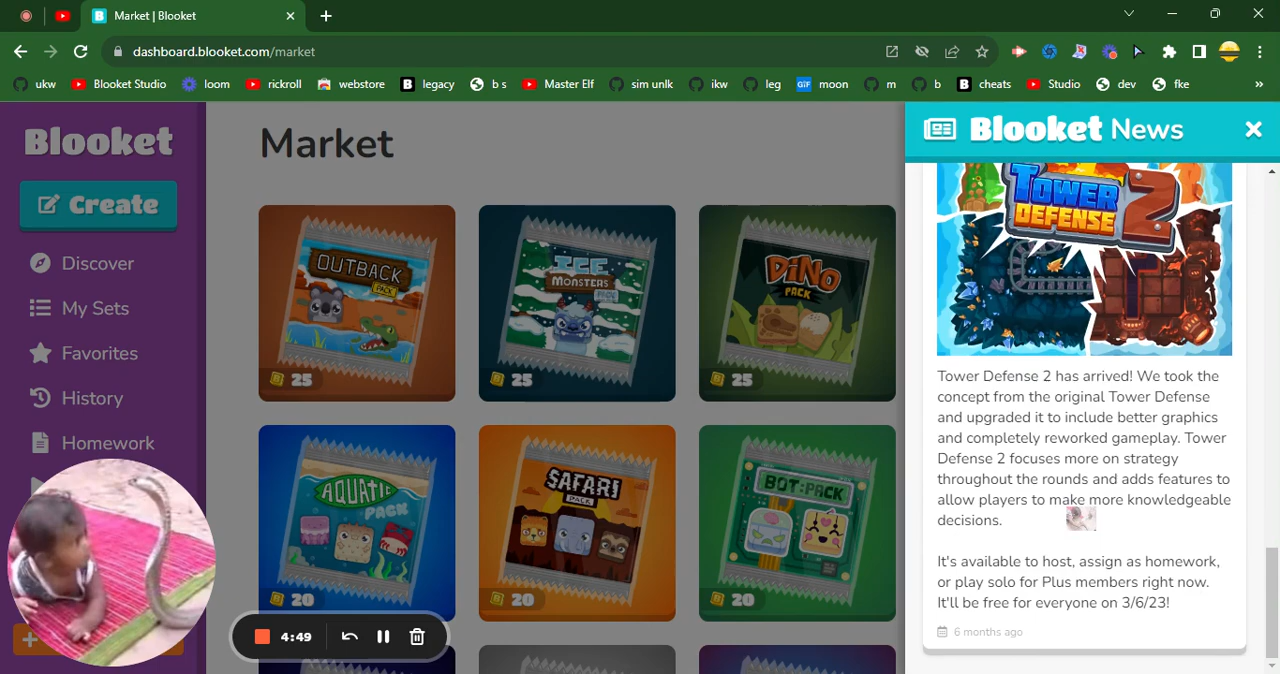 Market | Blooket
dashboard.blooket.com/market
ukw
Blooket Studio
loom
rickroll
webstore
legacy
b s
Master Elf
sim unlk
ikw
leg
GIF
moon
m
b
cheats
Studio
dev
fke
Blooket
Create
Discover
My Sets
Favorites
History
Homework
Market
OUTBACK
PACK
25
ICE
MONSTERS
PACK
25
DINO
PACK
25
AQUATIC
PACK
20
SAFARI
PACK
20
BOT:PACK
20
4:49
Blooket News
TOWER
DEFENSE 2
Tower Defense 2 has arrived! We took the
concept from the original Tower Defense
and upgraded it to include better graphics
and completely reworked gameplay. Tower
Defense 2 focuses more on strategy
throughout the rounds and adds features to
allow players to make more knowledgeable
decisions.
It's available to host, assign as homework,
or play solo for Plus members right now.
It'll be free for everyone on 3/6/23!
6 months ago